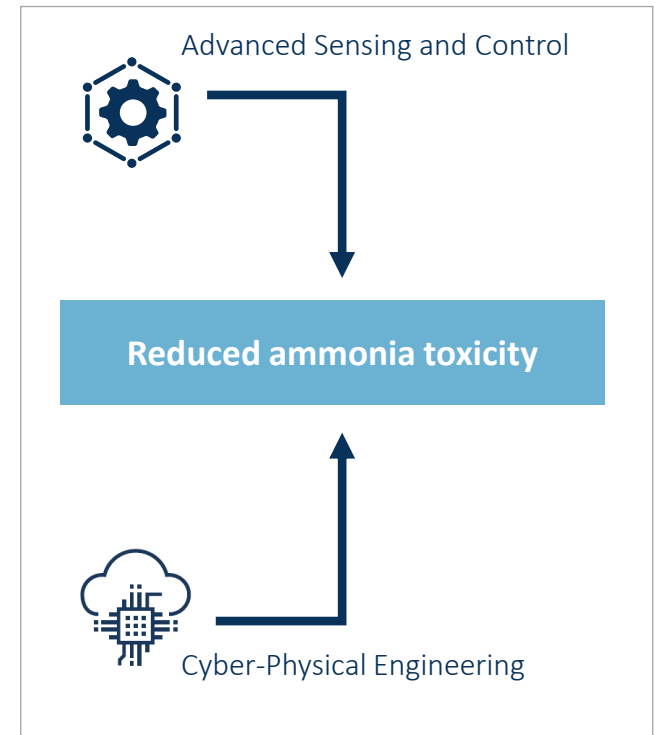 Advanced Sensing and Control
Reduced ammonia toxicity
Cyber-Physical Engineering